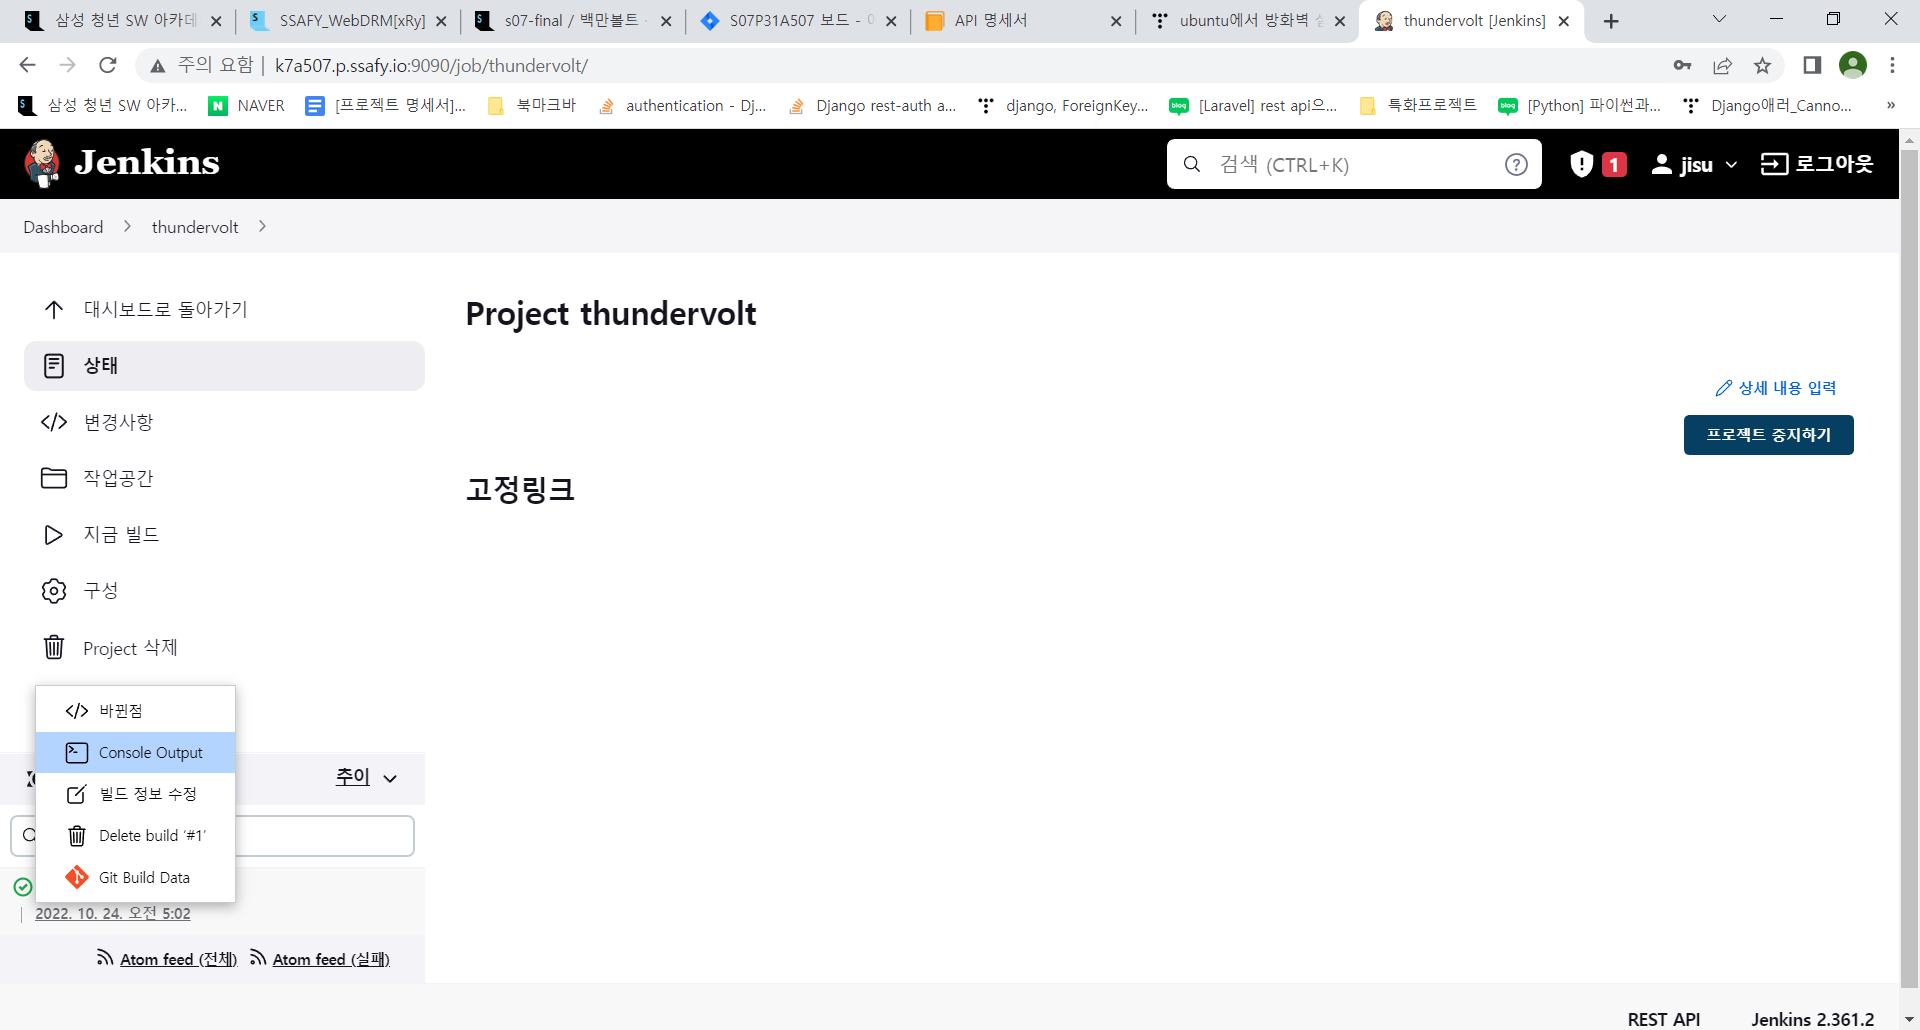 삼성 청년 SW 아카데
SSAFY_WebDRM[xRy]
s07-final / 백만볼트
S07P31A507 보드 -
API 명세서
ubuntu에서 방화벽
thundervolt [Jenkins]
주의 요함 | k7a507.p.ssafy.io:9090/job/thundervolt/
삼성 청년 SW 아카...
NAVER
[프로젝트 명세서]...
북마크바
authentication - Dj...
Django rest-auth a...
django, ForeignKey...
[Laravel] rest api으...
특화프로젝트
[Python] 파이썬과...
Django애러_Canno...
»
Jenkins
검색 (CTRL+K)
1
jisu
로그아웃
Dashboard
thundervolt
대시보드로 돌아가기
상태
변경사항
작업공간
지금 빌드
구성
Project 삭제
Project thundervolt
상세 내용 입력
프로젝트 중지하기
고정링크
바뀐점
Console Output
빌드 정보 수정
Delete build ‘#1’
Git Build Data
추이
2022. 10. 24. 오전 5:02
Atom feed (전체)
Atom feed (실패)
REST API
Jenkins 2.361.2